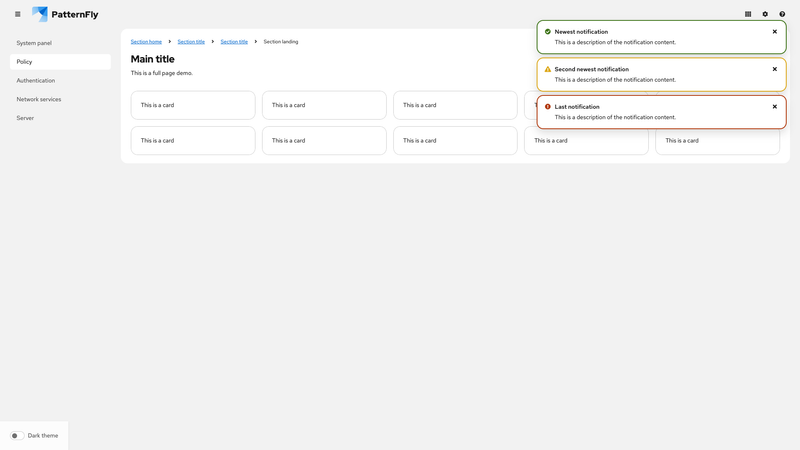 PatternFly
System panel
Policy
Authentication
Network services
Server
Section home
Section title
Section title
Section landing
Main title
This is a full page demo.
This is a card
This is a card
This is a card
This is a card
This is a card
This is a card
This is a card
This is a card
Newest notification
This is a description of the notification content.
Second newest notification
This is a description of the notification content.
Last notification
This is a description of the notification content.
Dark theme